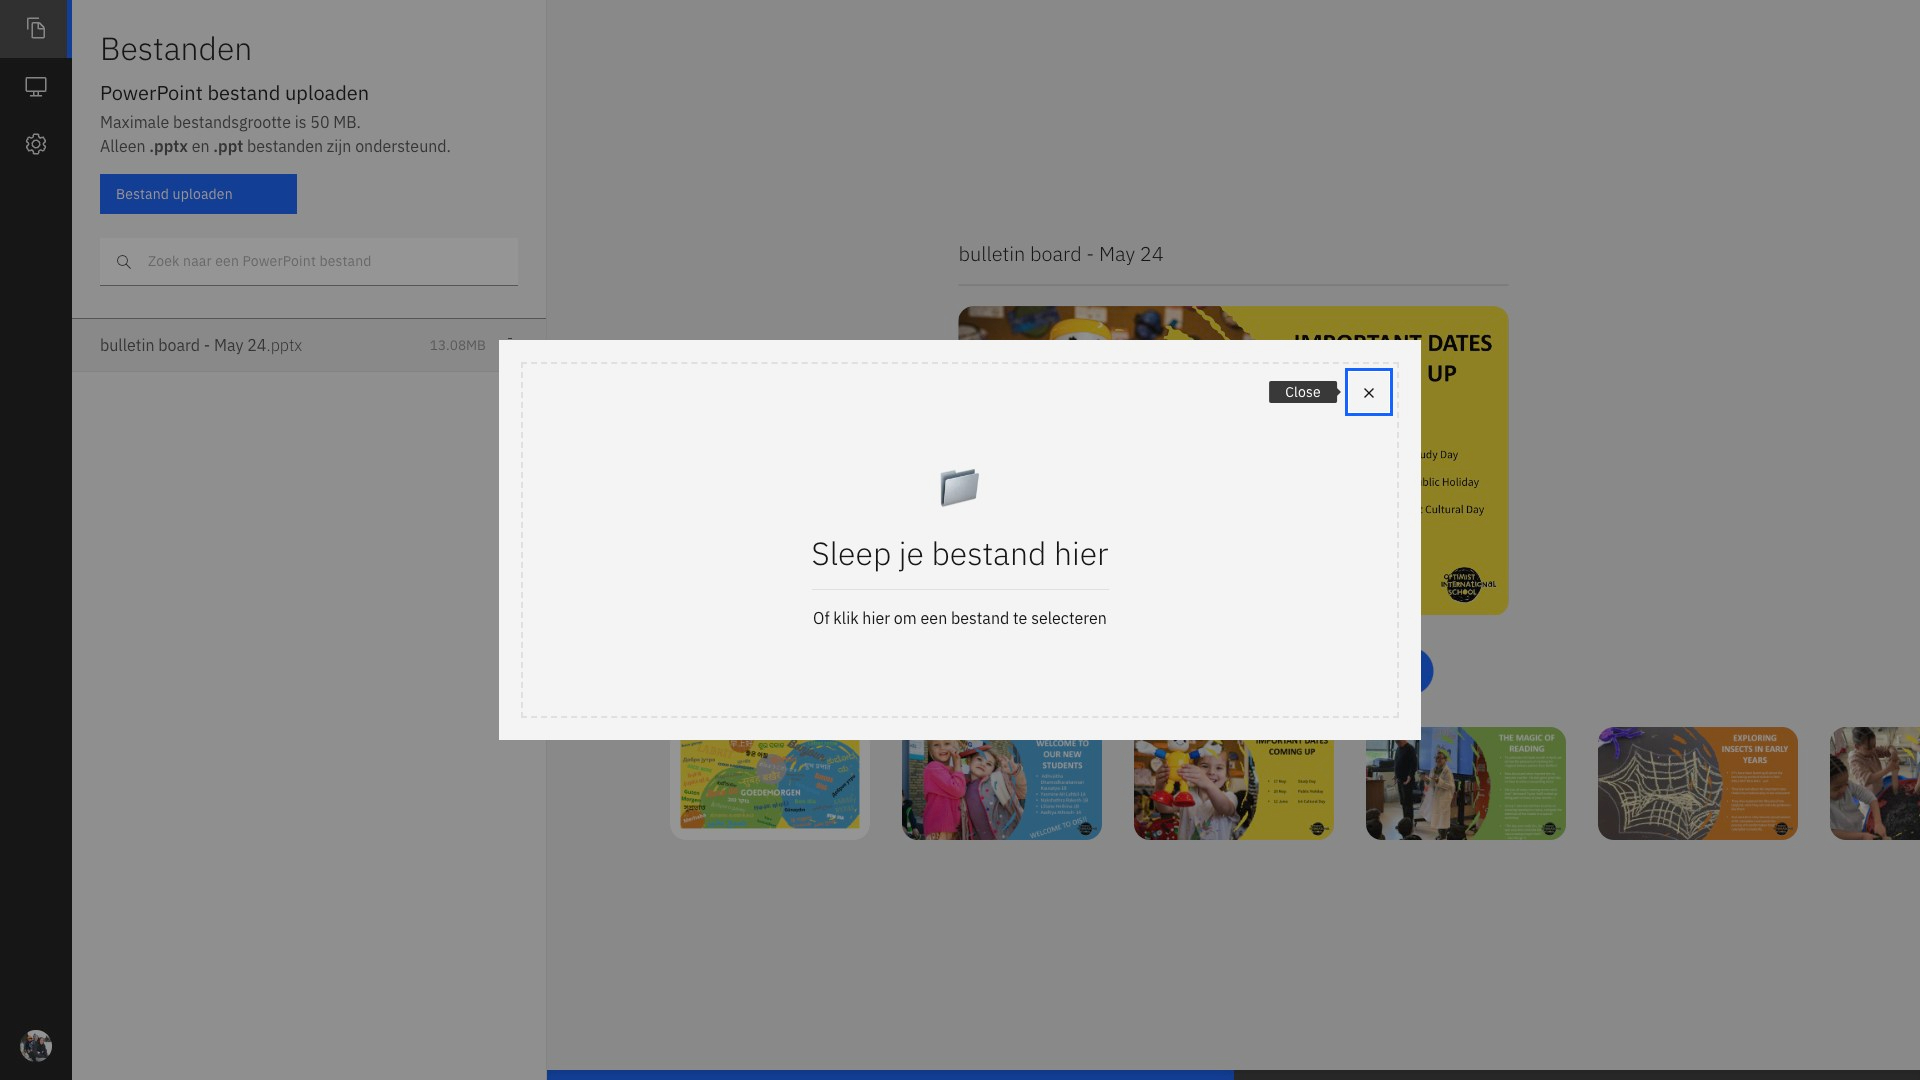 Bestanden
PowerPoint bestand uploaden
Maximale bestandsgrootte is 50 MB.
Alleen .pptx en .ppt bestanden zijn ondersteund.
Bestand uploaden
Zoek naar een PowerPoint bestand
bulletin board - May 24.pptx 13.08MB
bulletin board - May 24
IMPORTANT DATES
UP
udy Day
blic Holiday
t Cultural Day
OPTIMIST
INTERNATIONAL
SCHOOL
Close
Sleep je bestand hier
Of klik hier om een bestand te selecteren
GOEDEMORGEN
WELCOME TO
OUR NEW
STUDENTS
WELCOME TO OIS!!
IMPORTANT DATES
COMING UP
THE MAGIC OF
READING
EXPLORING
INSECTS IN EARLY
YEARS